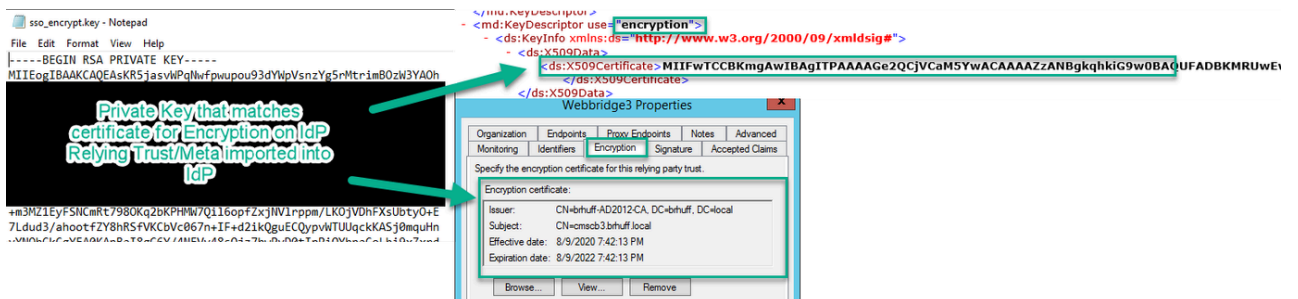 sso_encrypt.key - Notepad
File Edit Format View Help
-----BEGIN RSA PRIVATE KEY-----
MIIEogIBAAKCAQEAsKR5jasvWPqNwfpwupou93dYWpVsnzYg5rMtrimBOzW3YAOh
Private Key that matches
certificate for Encryption on IdP
Relying Trust/Meta imported into
IdP
+m3MZ1EyFSNCmRt798OKq2bKPHMW7Qil6opfZxjNVlrppm/LKOjVDhFXsUbtyO+E
7Ldud3/ahootfZY8hRSfVKCbVc067n+IF+d2ikQguECQypvWTUUqckKASj0mquHn
</md:KeyDescriptor>
- <md:KeyDescriptor use="encryption">
- <ds:KeyInfo xmlns:ds="http://www.w3.org/2000/09/xmldsig#">
- <ds:X509Data>
<ds:X509Certificate>MIIFwTCCBKmgAwIBAgITPAAAAGe2QCjVCaM5YwACAAAAZzANBgkqhkiG9w0BAQUFADBKMRUwEw
</ds:X509Certificate>
</ds:X509Data>
Webbridge3 Properties
x
Organization Endpoints Proxy Endpoints Notes Advanced
Monitoring Identifiers Encryption Signature Accepted Claims
Specify the encryption certificate for this relying party trust.
Encryption certificate:
Issuer: CN=brhuff-AD2012-CA, DC=brhuff, DC=local
Subject: CN=cmscb3.brhuff.local
Effective date: 8/9/2020 7:42:13 PM
Expiration date: 8/9/2022 7:42:13 PM
Browse... View... Remove